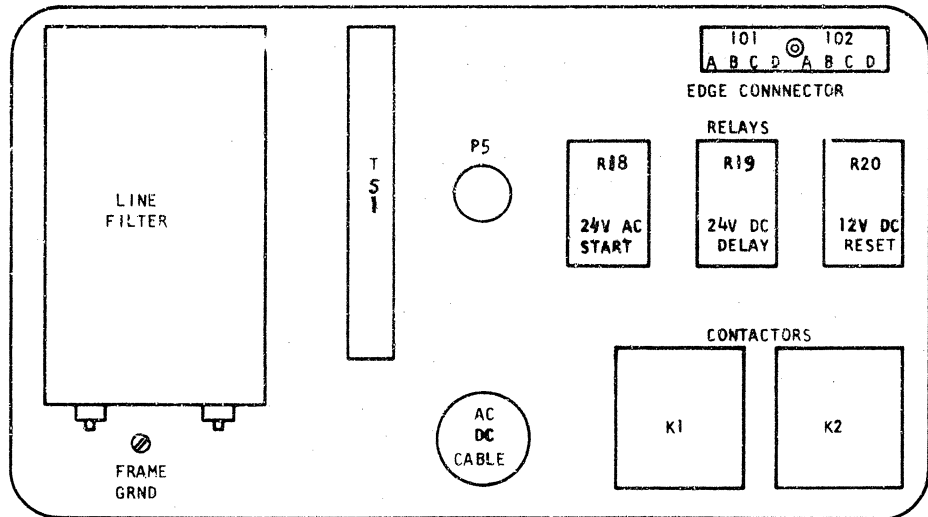 101 102
A B C D A B C D
EDGE CONNNECTOR
RELAYS
P5
R18
R19
R20
T
S
1
LINE
FILTER
24V AC
START
24V DC
DELAY
12V DC
RESET
CONTACTORS
AC
DC
CABLE
K1
K2
FRAME
GRND